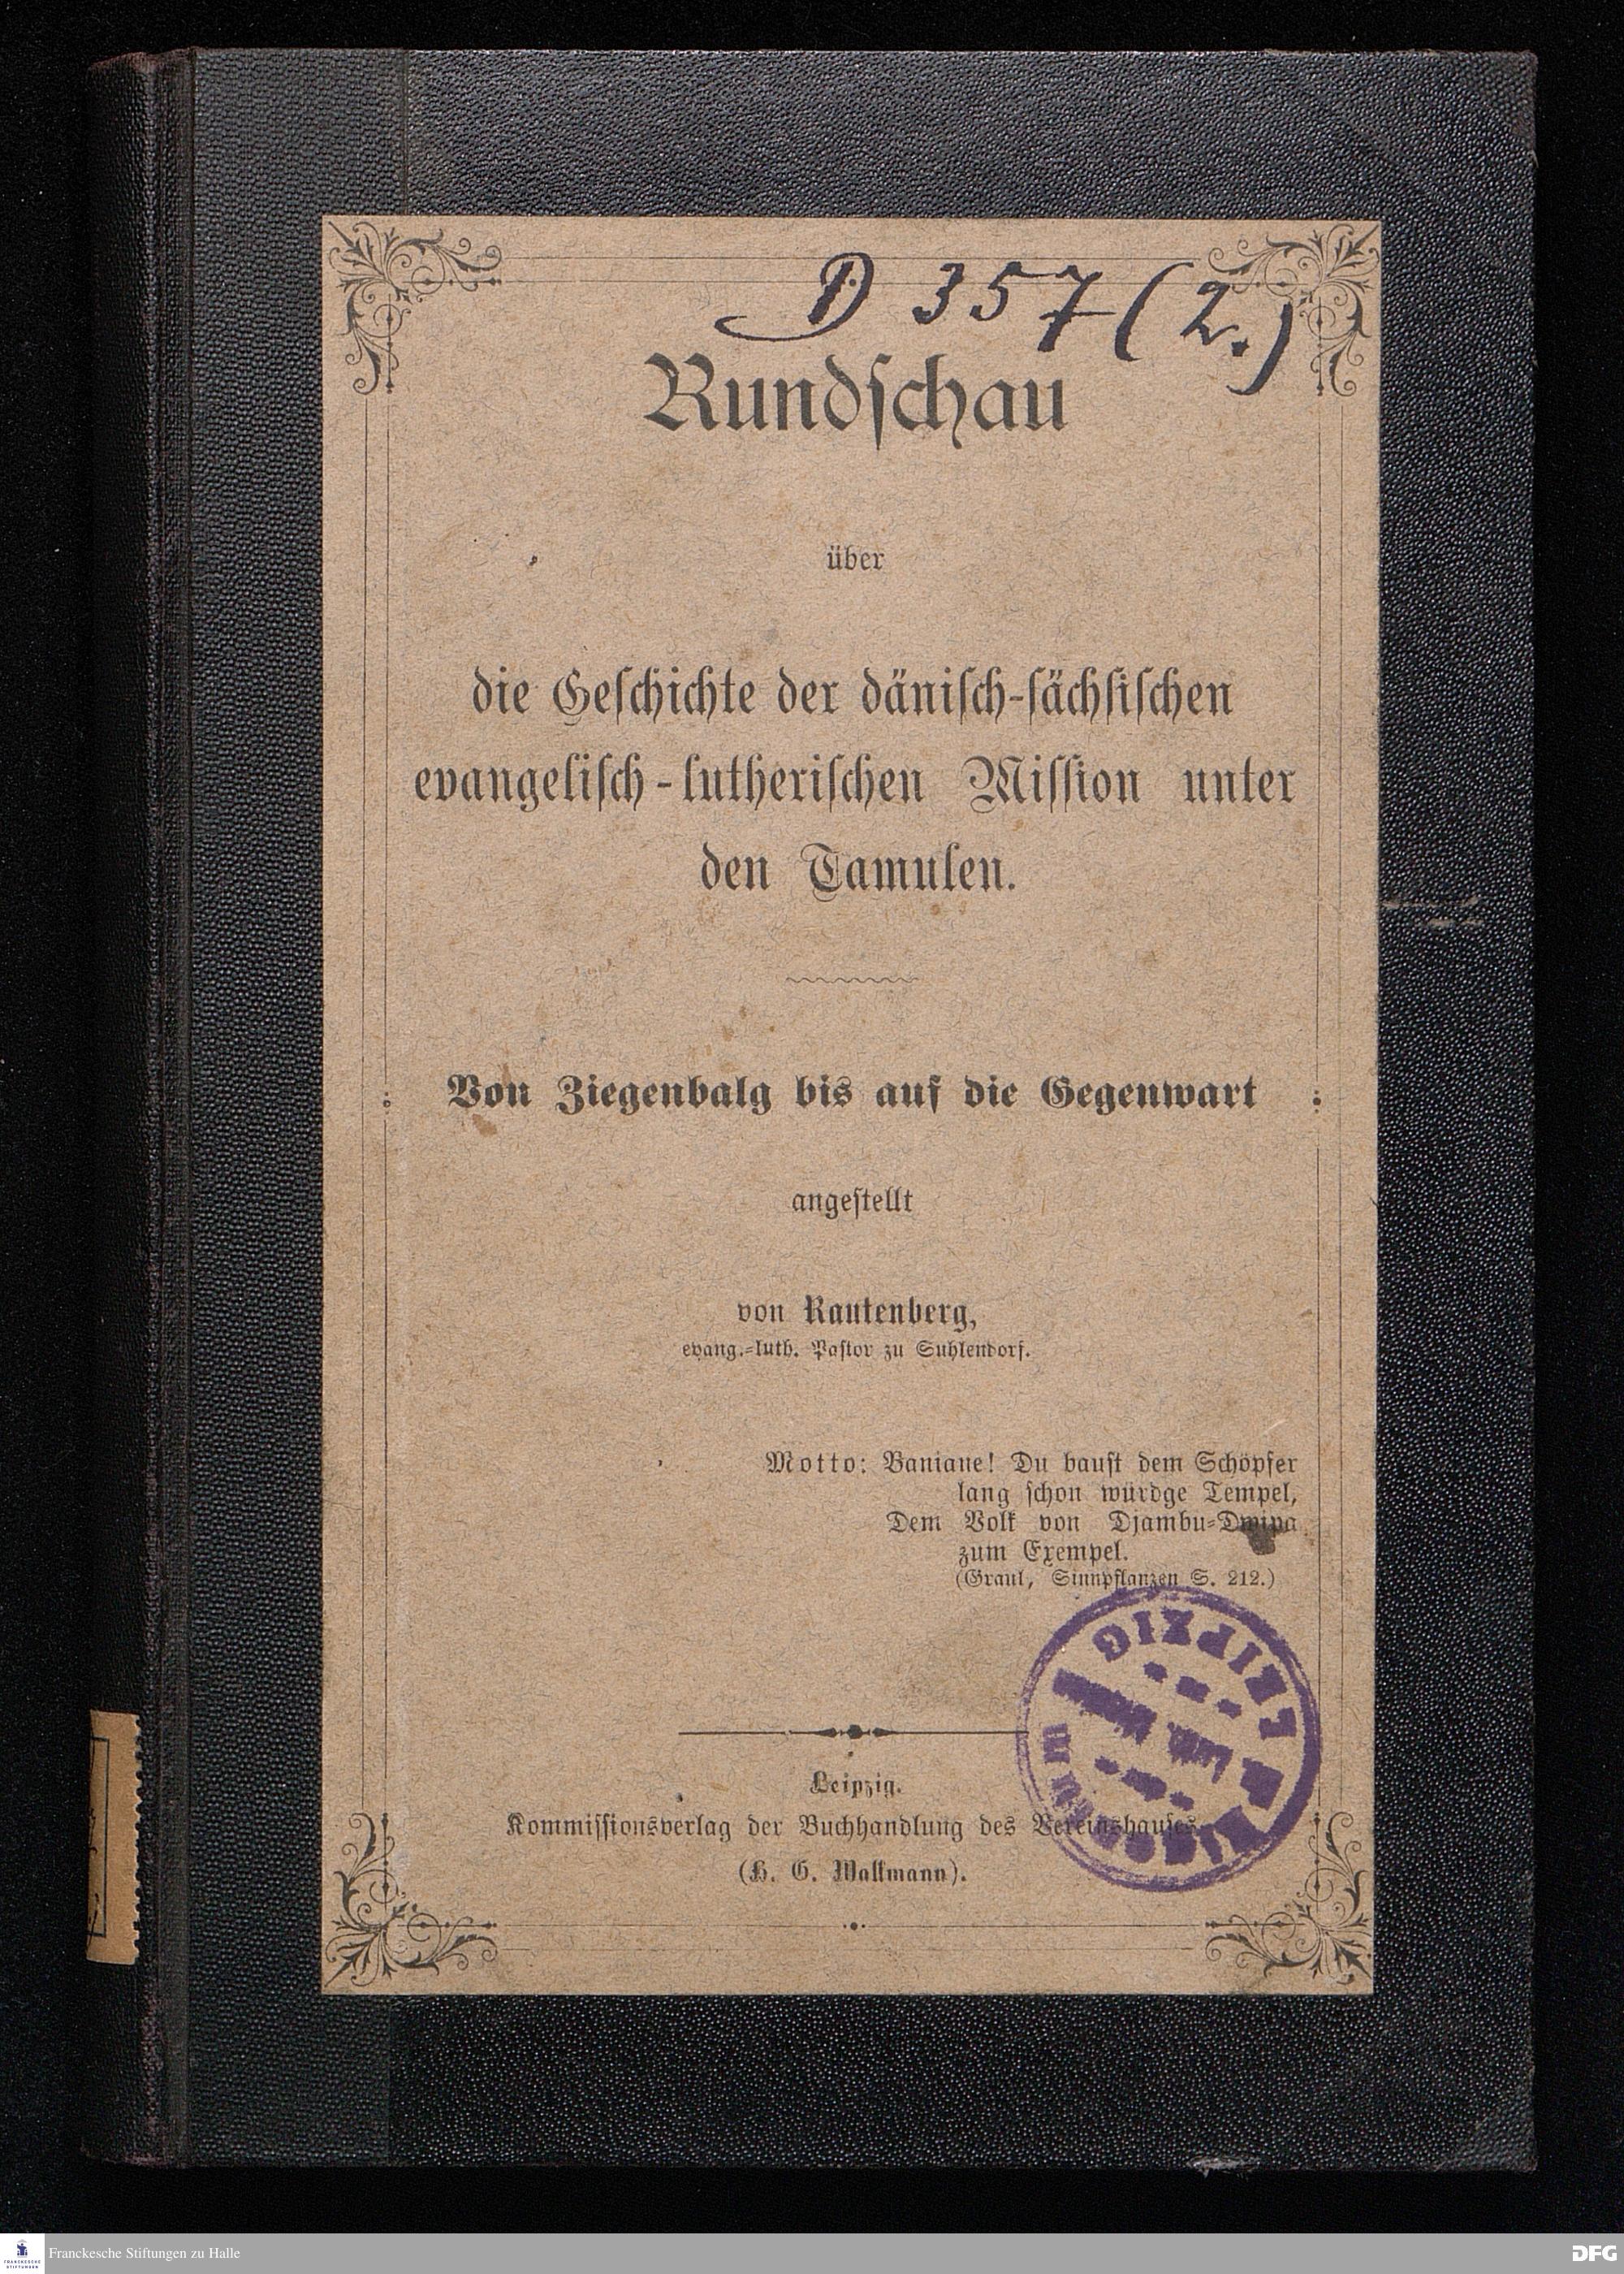 D 357 (2.)
Rundschau
über
die Geschichte der dänisch-sächsischen
evangelisch-lutherischen Mission unter
den Tamulen.
Von Ziegenbalg bis auf die Gegenwart
angestellt
von Rautenberg,
evang.-luth. Pastor zu Suhlendorf.
Motto: Baniane! Du baust dem Schöpfer
lang schon würdge Tempel,
Dem Volk von Djambu-Dwipa
zum Exempel.
(Graul, Sinnpflanzen S. 212.)
LEIPZIG
Leipzig.
Kommissionsverlag der Buchhandlung des Vereinshauses
(H. G. Wallmann).
FRANCKESCHE
STIFTUNGEN
Franckesche Stiftungen zu Halle
DFG